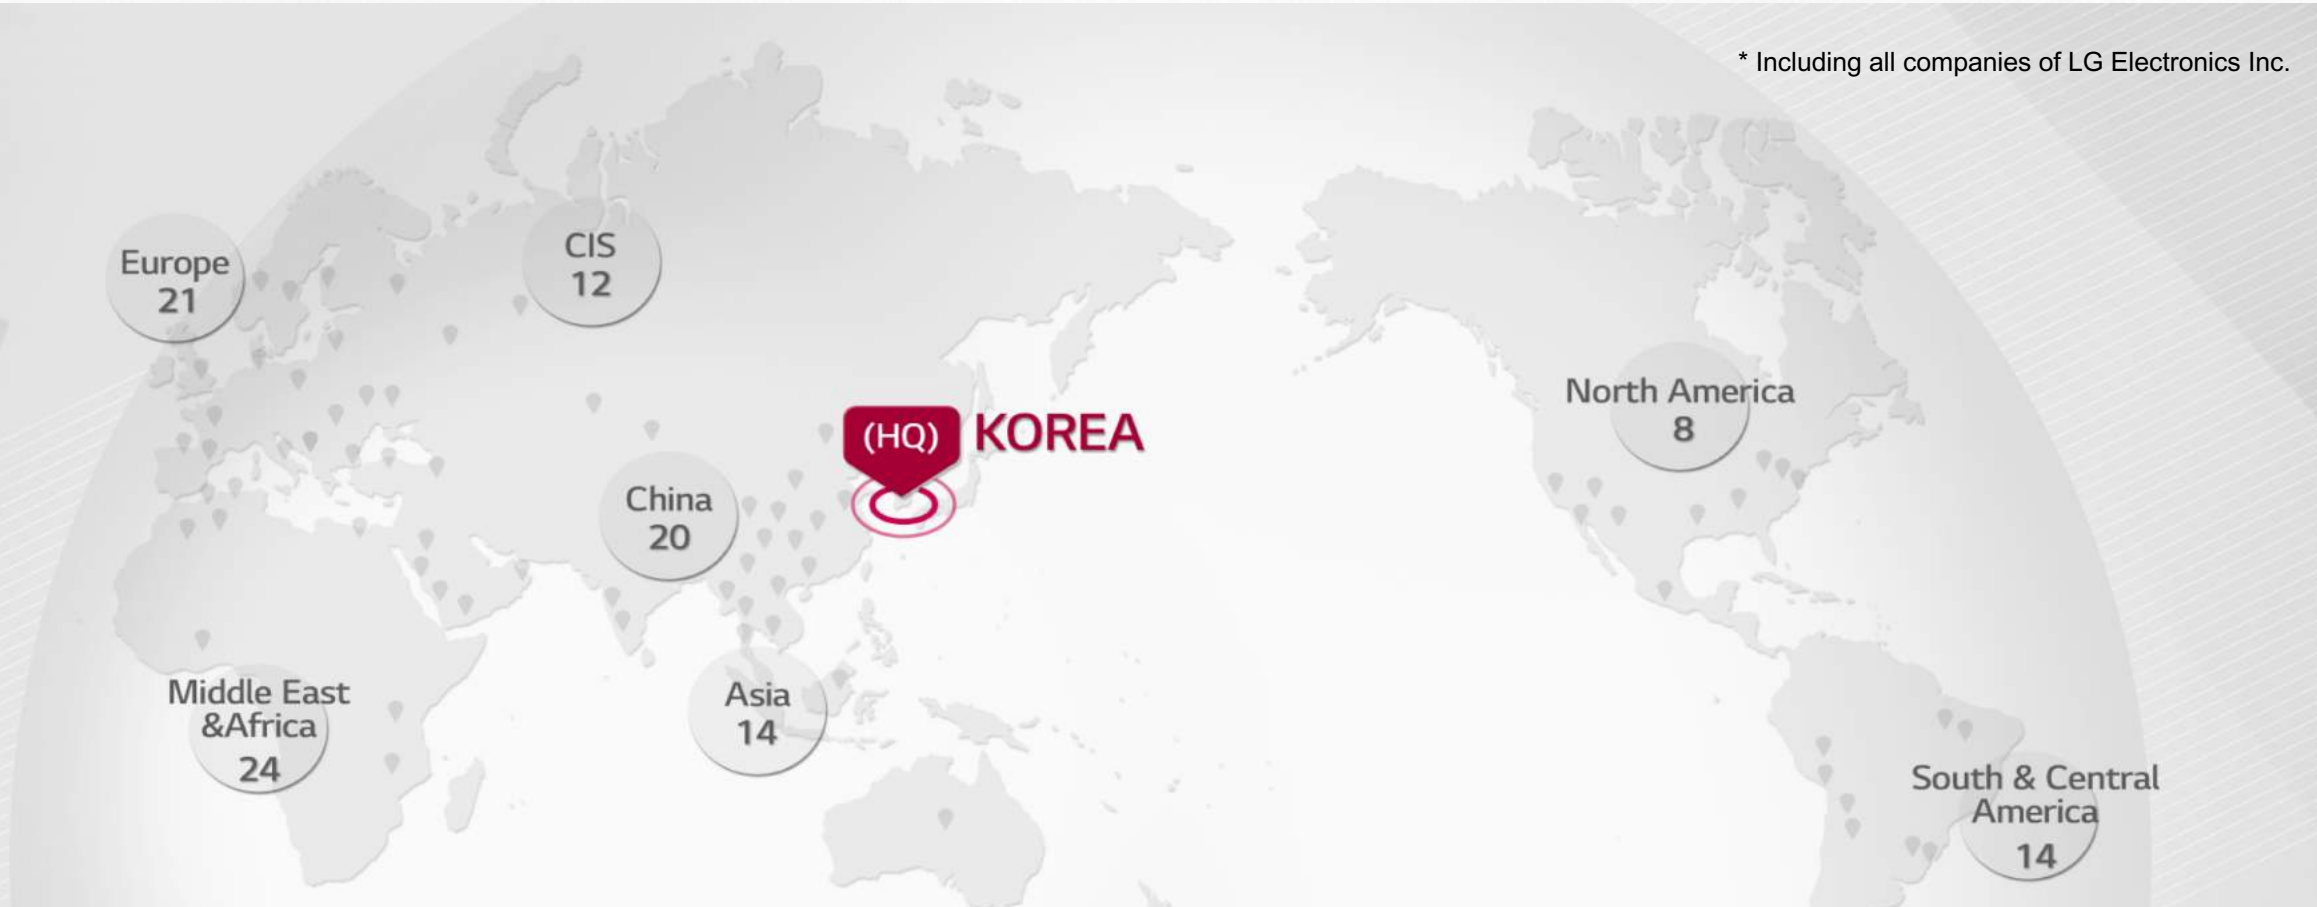 * Including all companies of LG Electronics Inc.
Europe
21
CIS
12
(HQ) KOREA
North America
8
China
20
Middle East
&Africa
24
Asia
14
South & Central
America
14